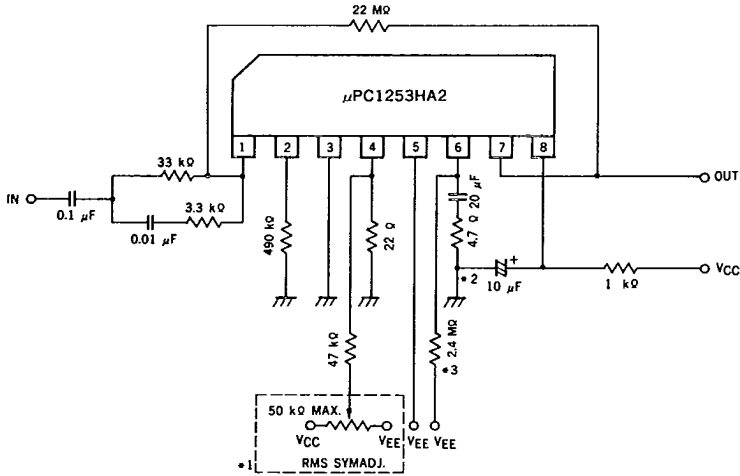 22 MΩ
μPC1253HA2
1 2 3 4 5 6 7 8
33 kΩ
IN
0.1 μF
3.3 kΩ
0.01 μF
490 kΩ
22 Ω
20 μF
4.7 Ω
OUT
*2
10 μF
+
1 kΩ
VCC
47 kΩ
2.4 MΩ
*3
50 kΩ MAX.
VCC VEE VEE VEE
*1 RMS SYMADJ.